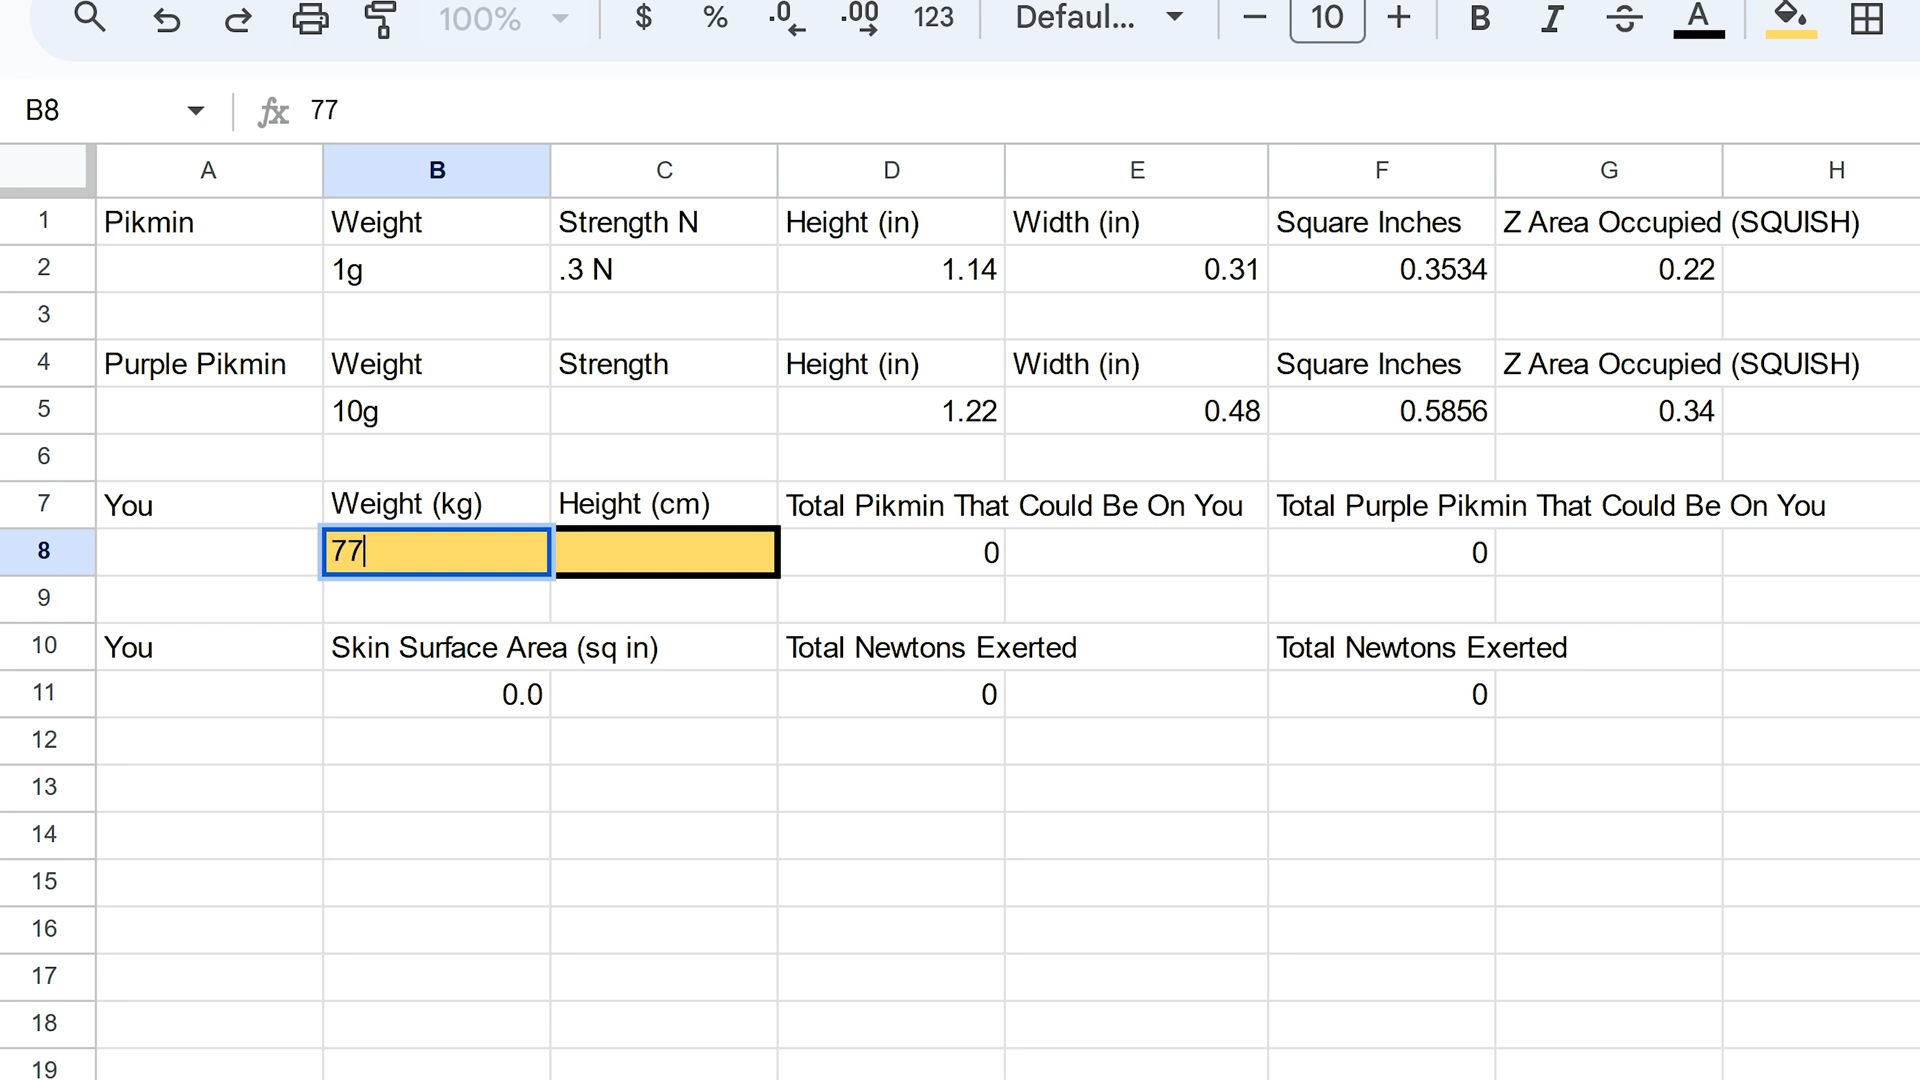 100% $ % .0 .00 123 Defaul... 10 B I S A
B8 fx 77
A B C D E F G H
1 Pikmin Weight Strength N Height (in) Width (in) Square Inches Z Area Occupied (SQUISH)
2 1g .3 N 1.14 0.31 0.3534 0.22
3
4 Purple Pikmin Weight Strength Height (in) Width (in) Square Inches Z Area Occupied (SQUISH)
5 10g 1.22 0.48 0.5856 0.34
6
7 You Weight (kg) Height (cm) Total Pikmin That Could Be On You Total Purple Pikmin That Could Be On You
8 77 0 0
9
10 You Skin Surface Area (sq in) Total Newtons Exerted Total Newtons Exerted
11 0.0 0 0
12
13
14
15
16
17
18
19